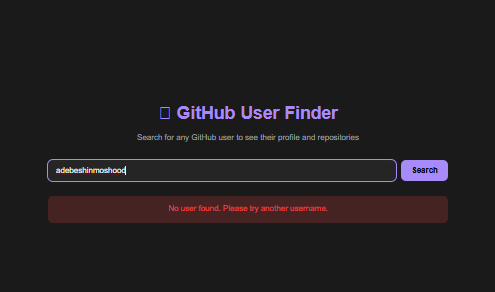 GitHub User Finder
Search for any GitHub user to see their profile and repositories
adebeshinmoshood
Search
No user found. Please try another username.